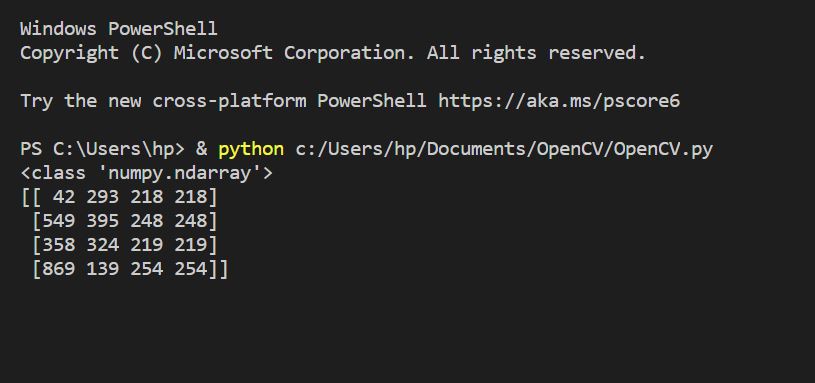 Windows PowerShell
Copyright (C) Microsoft Corporation. All rights reserved.
Try the new cross-platform PowerShell https://aka.ms/pscore6
PS C:\Users\hp> & python c:/Users/hp/Documents/OpenCV/OpenCV.py
<class 'numpy.ndarray'>
[[ 42 293 218 218]
 [549 395 248 248]
 [358 324 219 219]
 [869 139 254 254]]